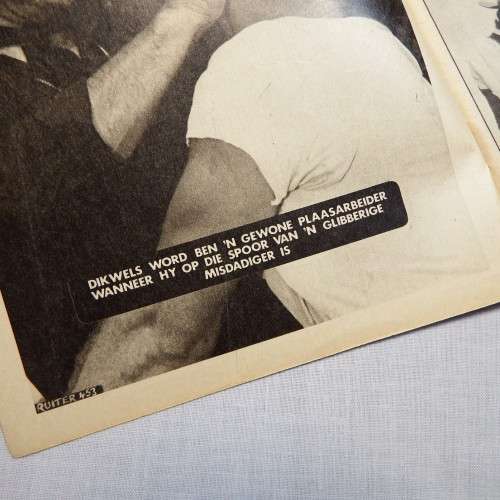 DIKWELS WORD BEN 'N GEWONE PLAASARBEIDER
WANNEER HY OP DIE SPOOR VAN 'N GLIBBERIGE
MISDADIGER IS
RUITER 453